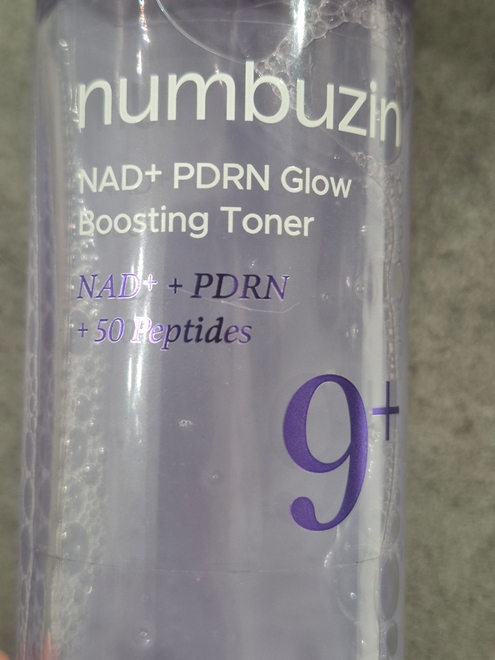 numbuzin
NAD+ PDRN Glow
Boosting Toner
NAD+ + PDRN
+ 50 Peptides
9+